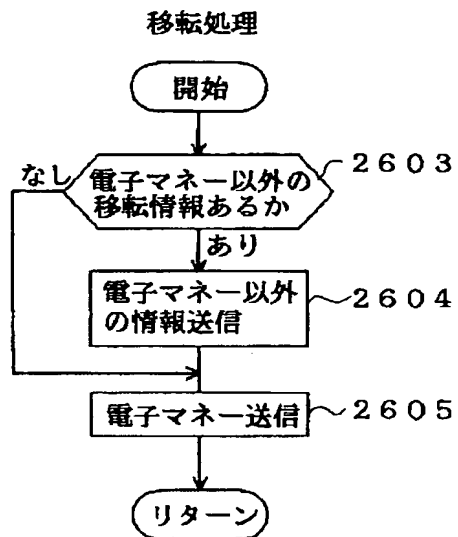 移転処理
開始
なし
電子マネー以外の
移転情報あるか
2603
あり
電子マネー以外
の情報送信
2604
電子マネー送信
2605
リターン